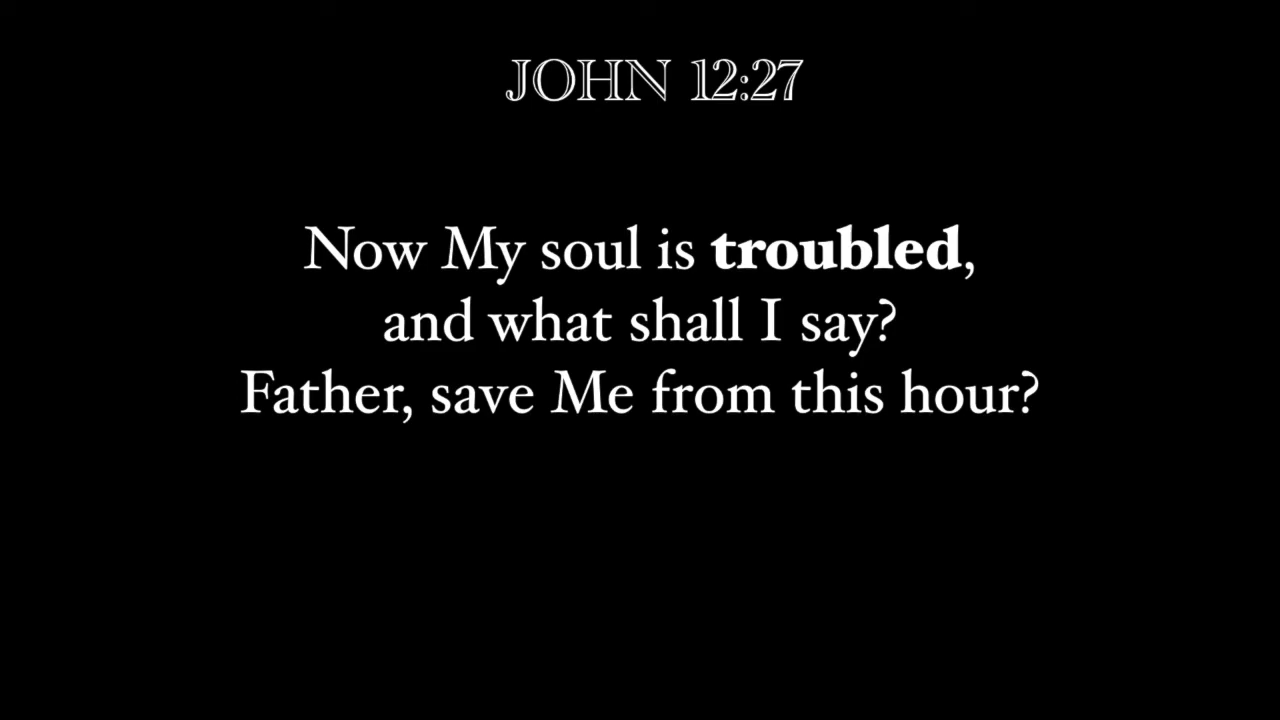 JOHN 12:27
Now My soul is troubled,
and what shall I say?
Father, save Me from this hour?